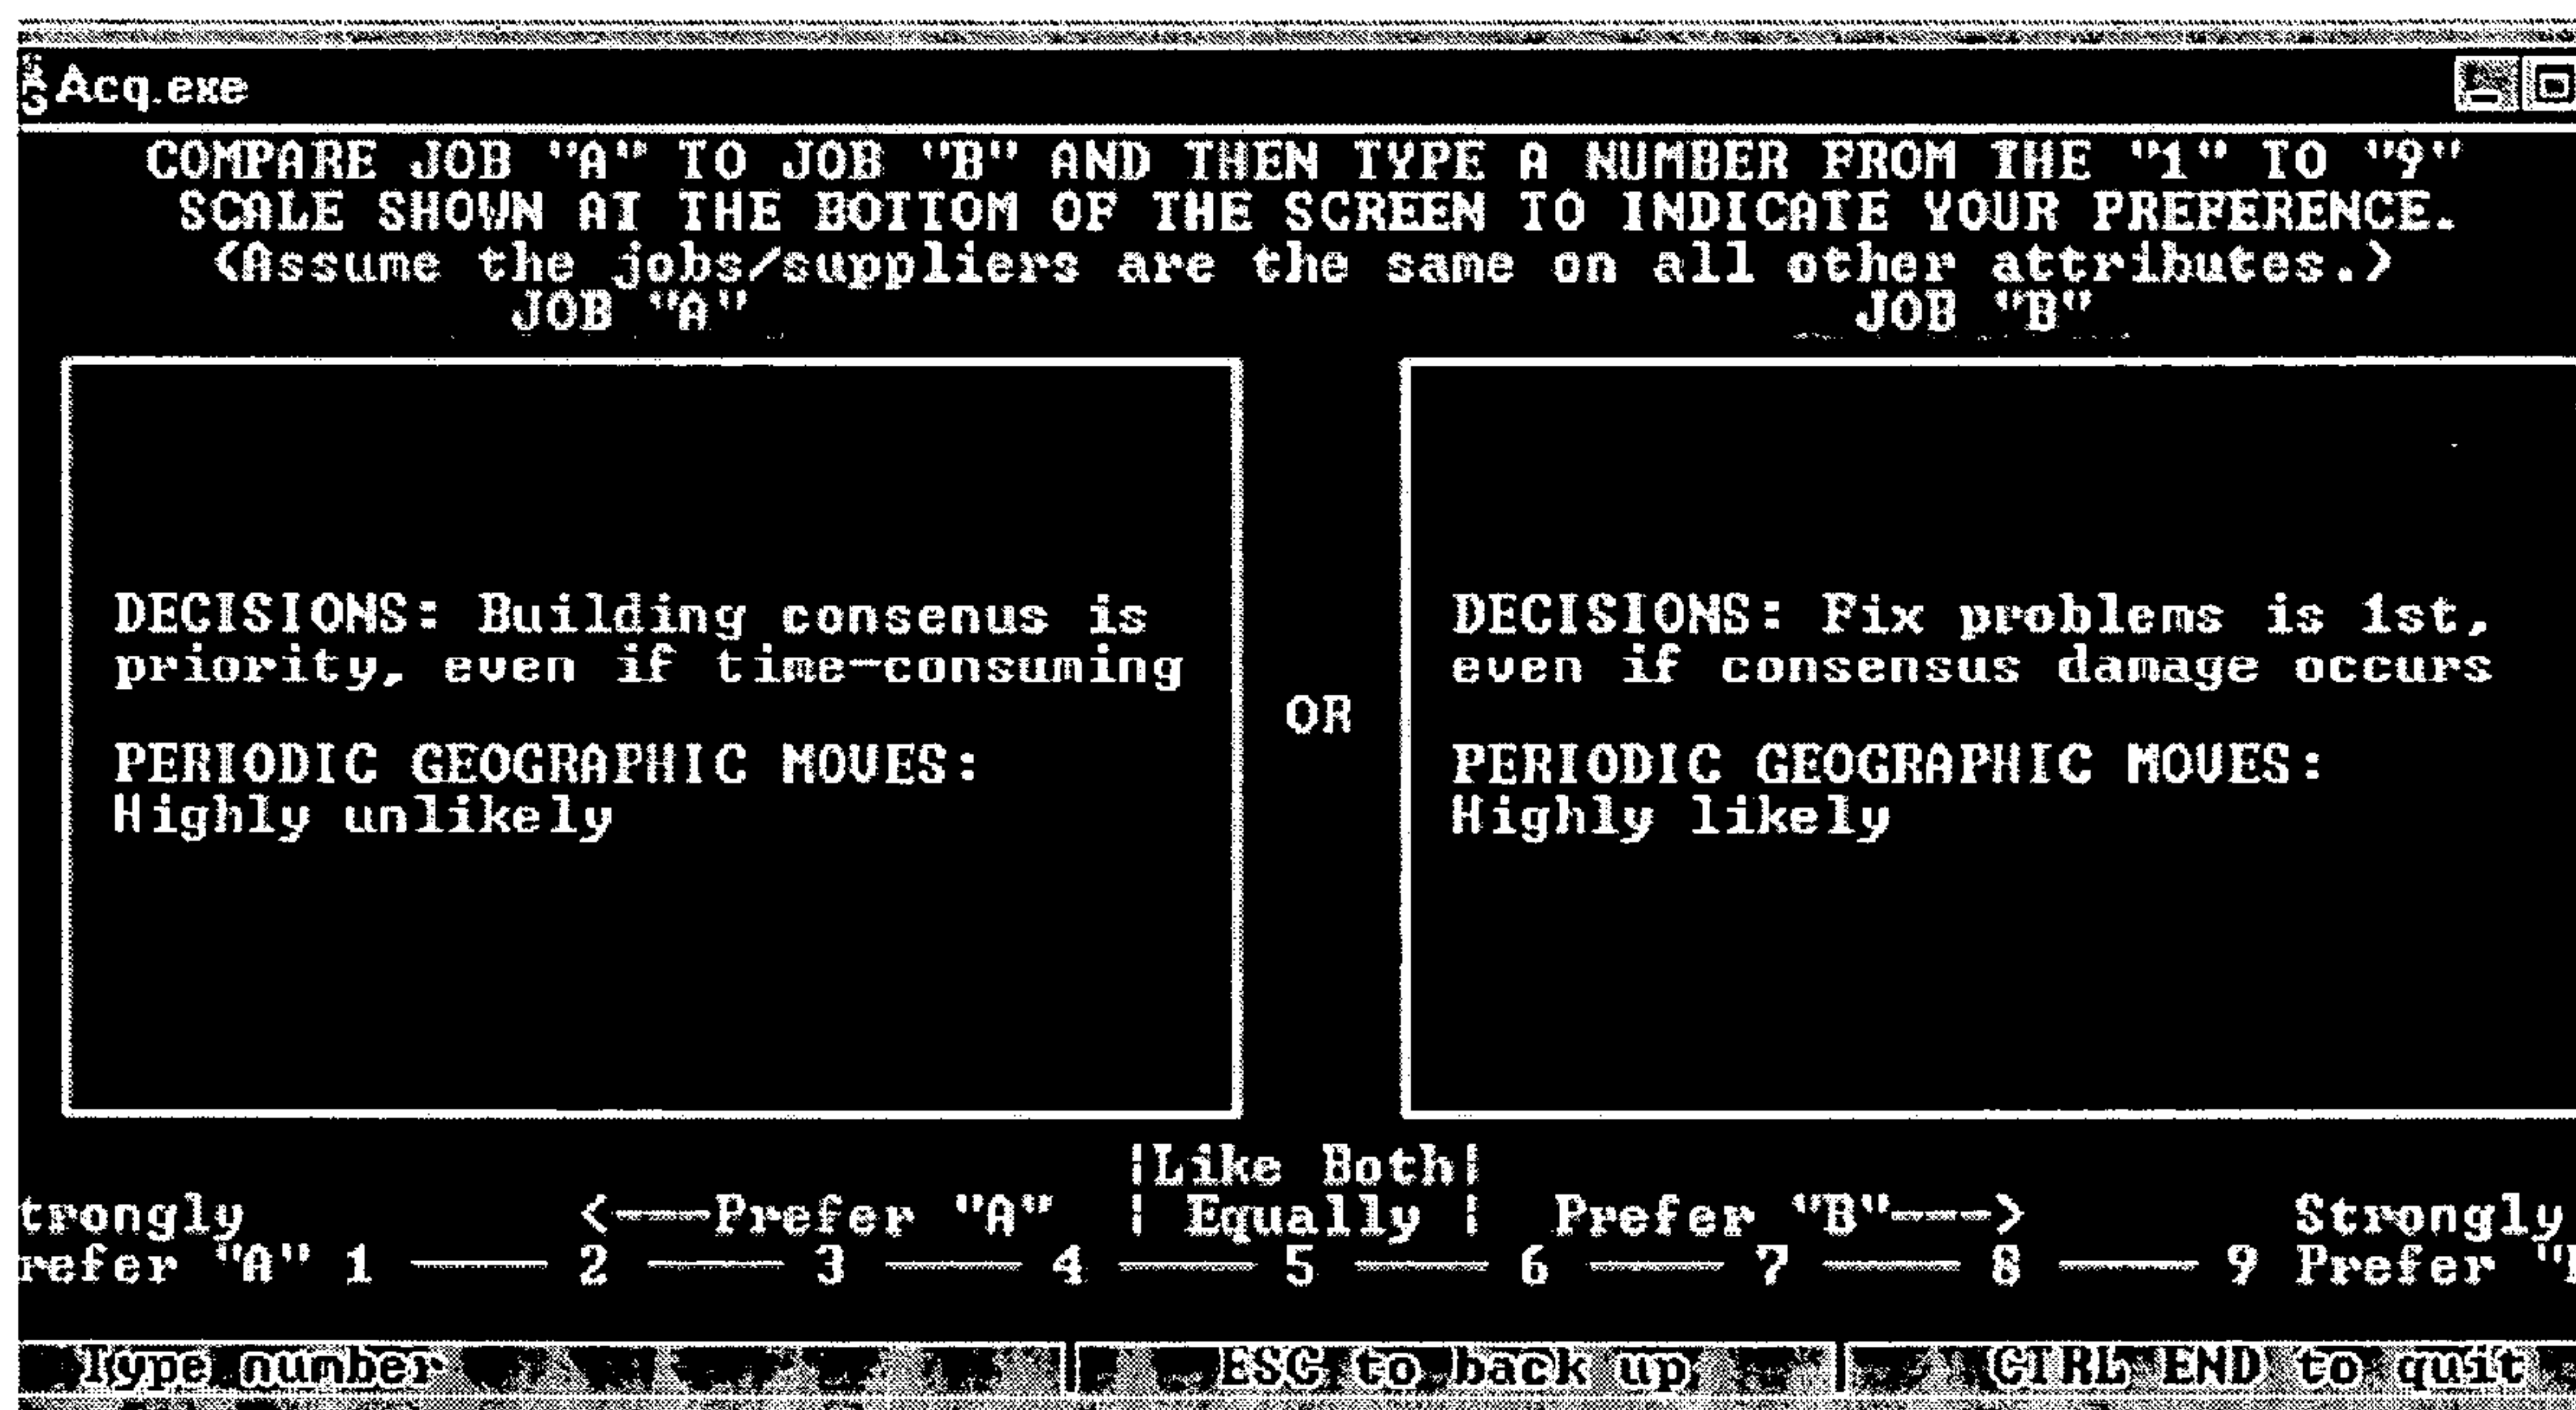 Acq.exe
COMPARE JOB "A" TO JOB "B" AND THEN TYPE A NUMBER FROM THE "1" TO "9"
SCALE SHOWN AT THE BOTTOM OF THE SCREEN TO INDICATE YOUR PREFERENCE.
(Assume the jobs/suppliers are the same on all other attributes.)
JOB "A" JOB "B"
DECISIONS: Building consenus is
priority, even if time-consuming
PERIODIC GEOGRAPHIC MOVES:
Highly unlikely
OR
DECISIONS: Fix problems is 1st,
even if consensus damage occurs
PERIODIC GEOGRAPHIC MOVES:
Highly likely
|Like Both|
trongly <---Prefer "A" | Equally | Prefer "B"---> Strongly
refer "A" 1 —— 2 —— 3 —— 4 —— 5 —— 6 —— 7 —— 8 —— 9 Prefer "
Type number ESC to back up CTRL END to quit